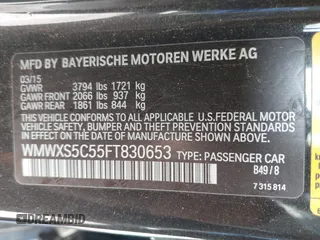 MFD BY BAYERISCHE MOTOREN WERKE AG
03/15
GVWR 3794 lbs 1721 kg
GAWR FRONT 2066 lbs 937 kg
GAWR REAR 1861 lbs 844 kg
THIS VEHICLE CONFORMS TO ALL APPLICABLE
U.S.FEDERAL MOTOR
VEHICLE SAFETY, BUMPER AND THEFT PREVENTION
STANDARDS IN EFFECT ON THE DATE OF
MANUFACTURE SHOWN ABOVE.
WMWXS5C55FT830653 TYPE: PASSENGER CAR
B49/8
7 315 814
© DREAMBID